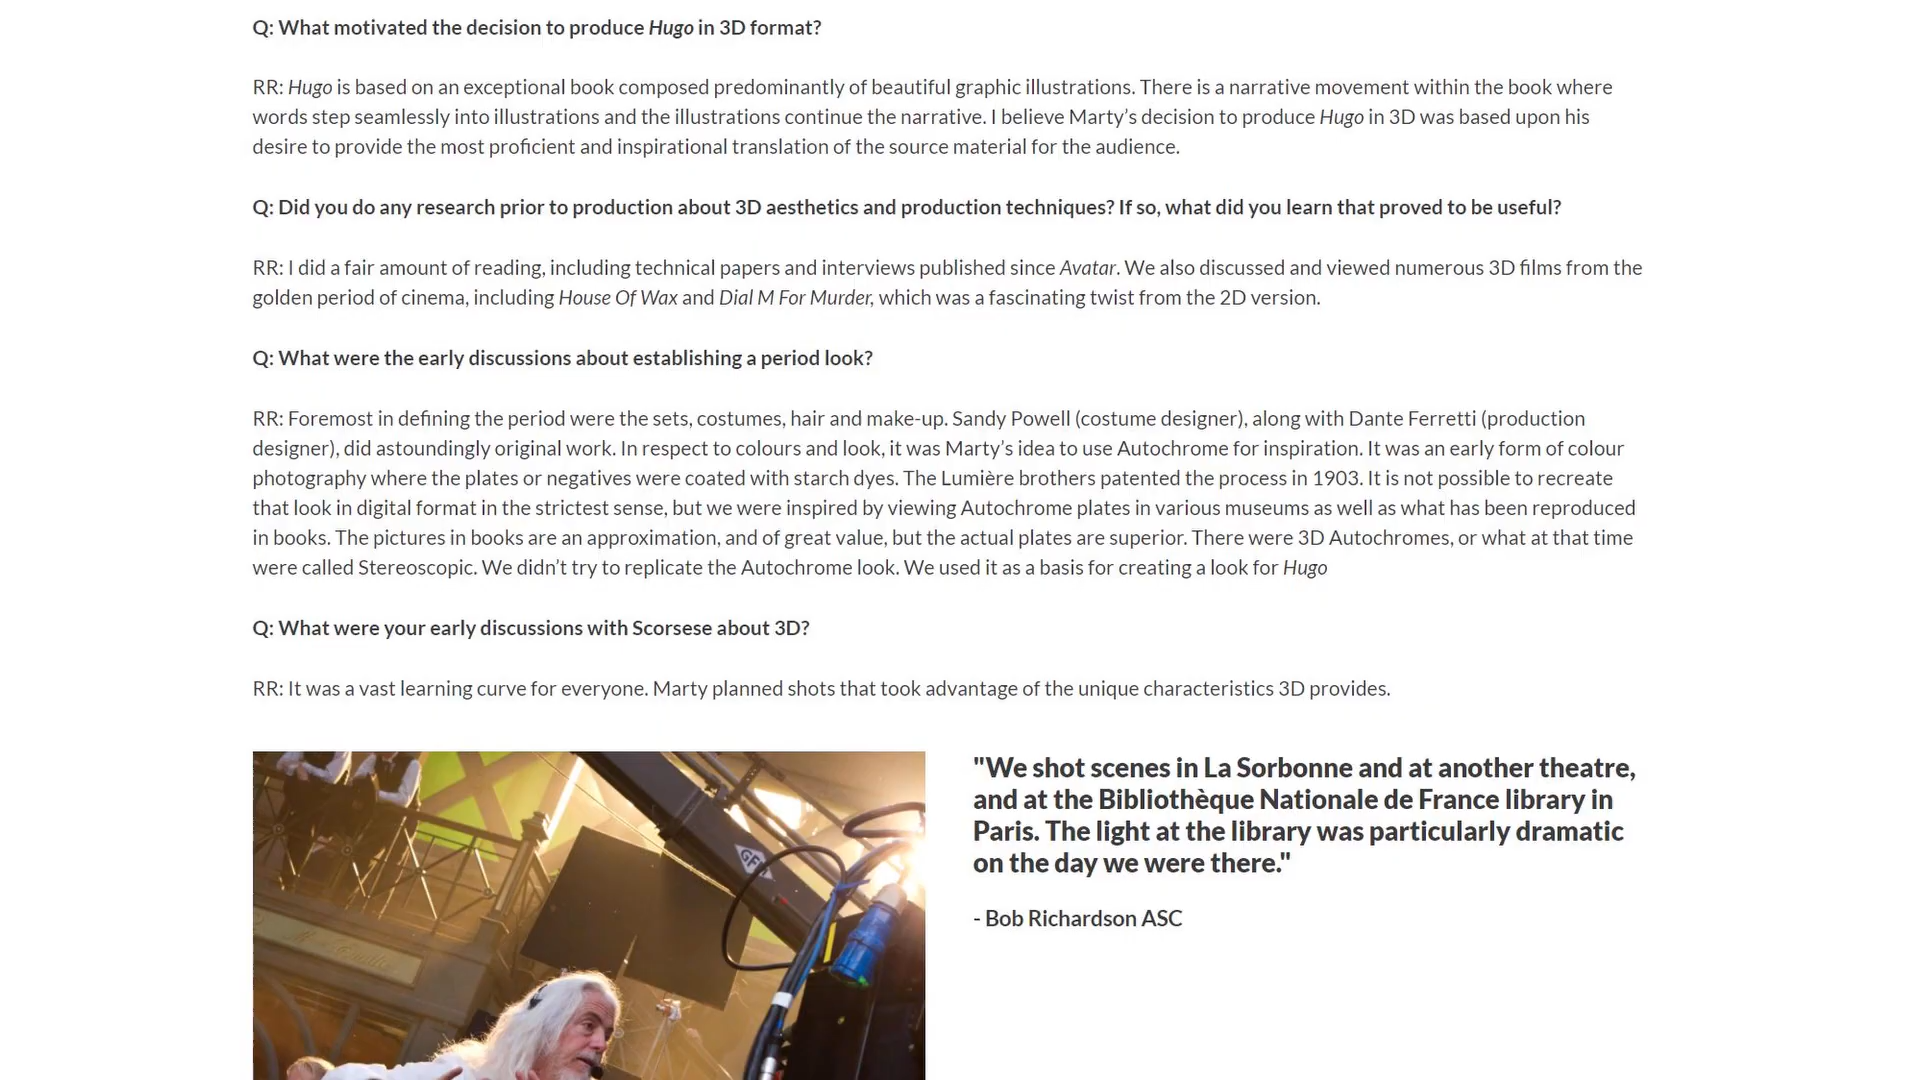 Q: What motivated the decision to produce Hugo in 3D format?
RR: Hugo is based on an exceptional book composed predominantly of beautiful graphic illustrations. There is a narrative movement within the book where
words step seamlessly into illustrations and the illustrations continue the narrative. I believe Marty’s decision to produce Hugo in 3D was based upon his
desire to provide the most proficient and inspirational translation of the source material for the audience.
Q: Did you do any research prior to production about 3D aesthetics and production techniques? If so, what did you learn that proved to be useful?
RR: I did a fair amount of reading, including technical papers and interviews published since Avatar. We also discussed and viewed numerous 3D films from the
golden period of cinema, including House Of Wax and Dial M For Murder, which was a fascinating twist from the 2D version.
Q: What were the early discussions about establishing a period look?
RR: Foremost in defining the period were the sets, costumes, hair and make-up. Sandy Powell (costume designer), along with Dante Ferretti (production
designer), did astoundingly original work. In respect to colours and look, it was Marty’s idea to use Autochrome for inspiration. It was an early form of colour
photography where the plates or negatives were coated with starch dyes. The Lumière brothers patented the process in 1903. It is not possible to recreate
that look in digital format in the strictest sense, but we were inspired by viewing Autochrome plates in various museums as well as what has been reproduced
in books. The pictures in books are an approximation, and of great value, but the actual plates are superior. There were 3D Autochromes, or what at that time
were called Stereoscopic. We didn’t try to replicate the Autochrome look. We used it as a basis for creating a look for Hugo
Q: What were your early discussions with Scorsese about 3D?
RR: It was a vast learning curve for everyone. Marty planned shots that took advantage of the unique characteristics 3D provides.
"We shot scenes in La Sorbonne and at another theatre,
and at the Bibliothèque Nationale de France library in
Paris. The light at the library was particularly dramatic
on the day we were there."
- Bob Richardson ASC
GF